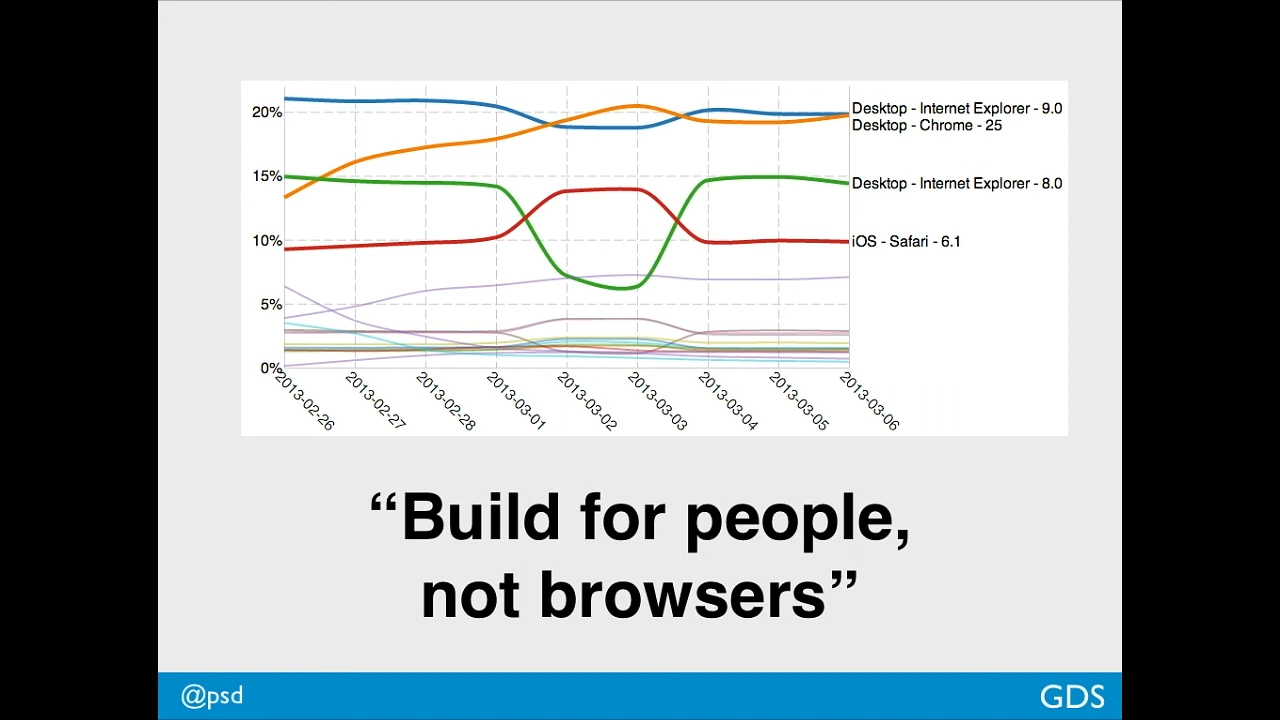 20%
15%
10%
5%
0%
Desktop - Internet Explorer - 9.0
Desktop - Chrome - 25
Desktop - Internet Explorer - 8.0
iOS - Safari - 6.1
2013-02-26
2013-02-27
2013-02-28
2013-03-01
2013-03-02
2013-03-03
2013-03-04
2013-03-05
2013-03-06
“Build for people,
not browsers”
@psd
GDS